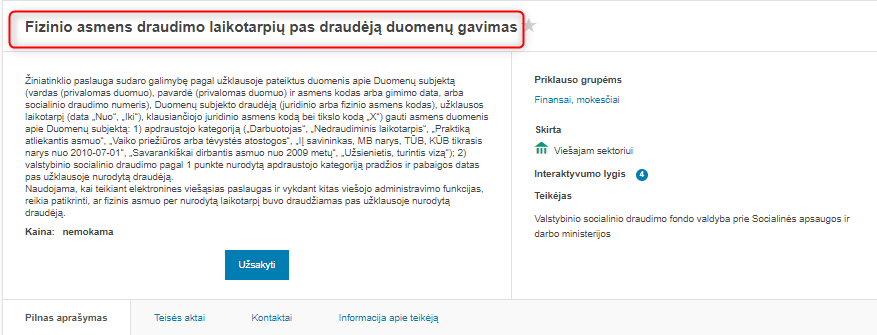 Fizinio asmens draudimo laikotarpių pas draudėją duomenų gavimas
Žiniatinklio paslauga sudaro galimybę pagal užklausoje pateiktus duomenis apie Duomenų subjektą
(vardas (privalomas duomuo), pavardė (privalomas duomuo) ir asmens kodas arba gimimo data, arba
socialinio draudimo numeris), Duomenų subjekto draudėją (juridinio arba fizinio asmens kodas), užklausos
laikotarpį (data „Nuo“, „Iki“), klausiančiojo juridinio asmens kodą bei tikslo kodą „X“) gauti asmens duomenis
apie Duomenų subjektą: 1) apdraustojo kategoriją („Darbuotojas“, „Nedraudiminis laikotarpis“, „Praktiką
atliekantis asmuo“, „Vaiko priežiūros arba tėvystės atostogos“, „IĮ savininkas, MB narys, TŪB, KŪB tikrasis
narys nuo 2010-07-01“, „Savarankiškai dirbantis asmuo nuo 2009 metų“, „Užsienietis, turintis vizą“); 2)
valstybinio socialinio draudimo pagal 1 punkte nurodytą apdraustojo kategoriją pradžios ir pabaigos datas
pas užklausoje nurodytą draudėją.
Naudojama, kai teikiant elektronines viešąsias paslaugas ir vykdant kitas viešojo administravimo funkcijas,
reikia patikrinti, ar fizinis asmuo per nurodytą laikotarpį buvo draudžiamas pas užklausoje nurodytą
draudėją.
Kaina: nemokama
Užsakyti
Priklauso grupėms
Finansai, mokesčiai
Skirta
Viešajam sektoriui
Interaktyvumo lygis 4
Teikėjas
Valstybinio socialinio draudimo fondo valdyba prie Socialinės apsaugos ir
darbo ministerijos
Pilnas aprašymas Teisės aktai Kontaktai Informacija apie teikėją